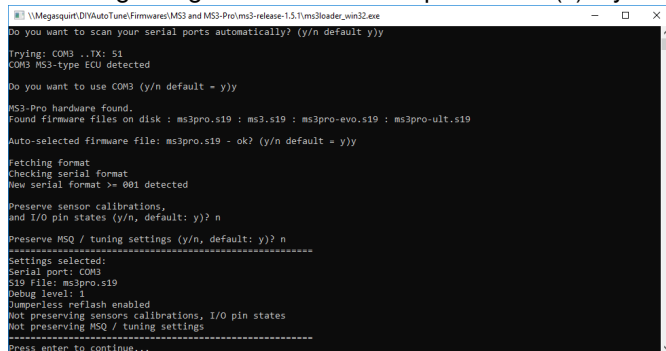 \\Megasquirt\DIYAutoTune\Firmwares\MS3 and MS3-Pro\ms3-release-1.5.1\ms3loader_win32.exe
Do you want to scan your serial ports automatically? (y/n default y)y
Trying: COM3 ..TX: 51
COM3 MS3-type ECU detected
Do you want to use COM3 (y/n default = y)y
MS3-Pro hardware found.
Found firmware files on disk : ms3pro.s19 : ms3.s19 : ms3pro-evo.s19 : ms3pro-ult.s19
Auto-selected firmware file: ms3pro.s19 - ok? (y/n default = y)y
Fetching format
Checking serial format
New serial format >= 001 detected
Preserve sensor calibrations,
and I/O pin states (y/n, default: y)? n
Preserve MSQ / tuning settings (y/n, default: y)? n
========================================================
Settings selected:
Serial port: COM3
S19 File: ms3pro.s19
Debug level: 1
Jumperless reflash enabled
Not preserving sensors calibrations, I/O pin states
Not preserving MSQ / tuning settings
========================================================
Press enter to continue...